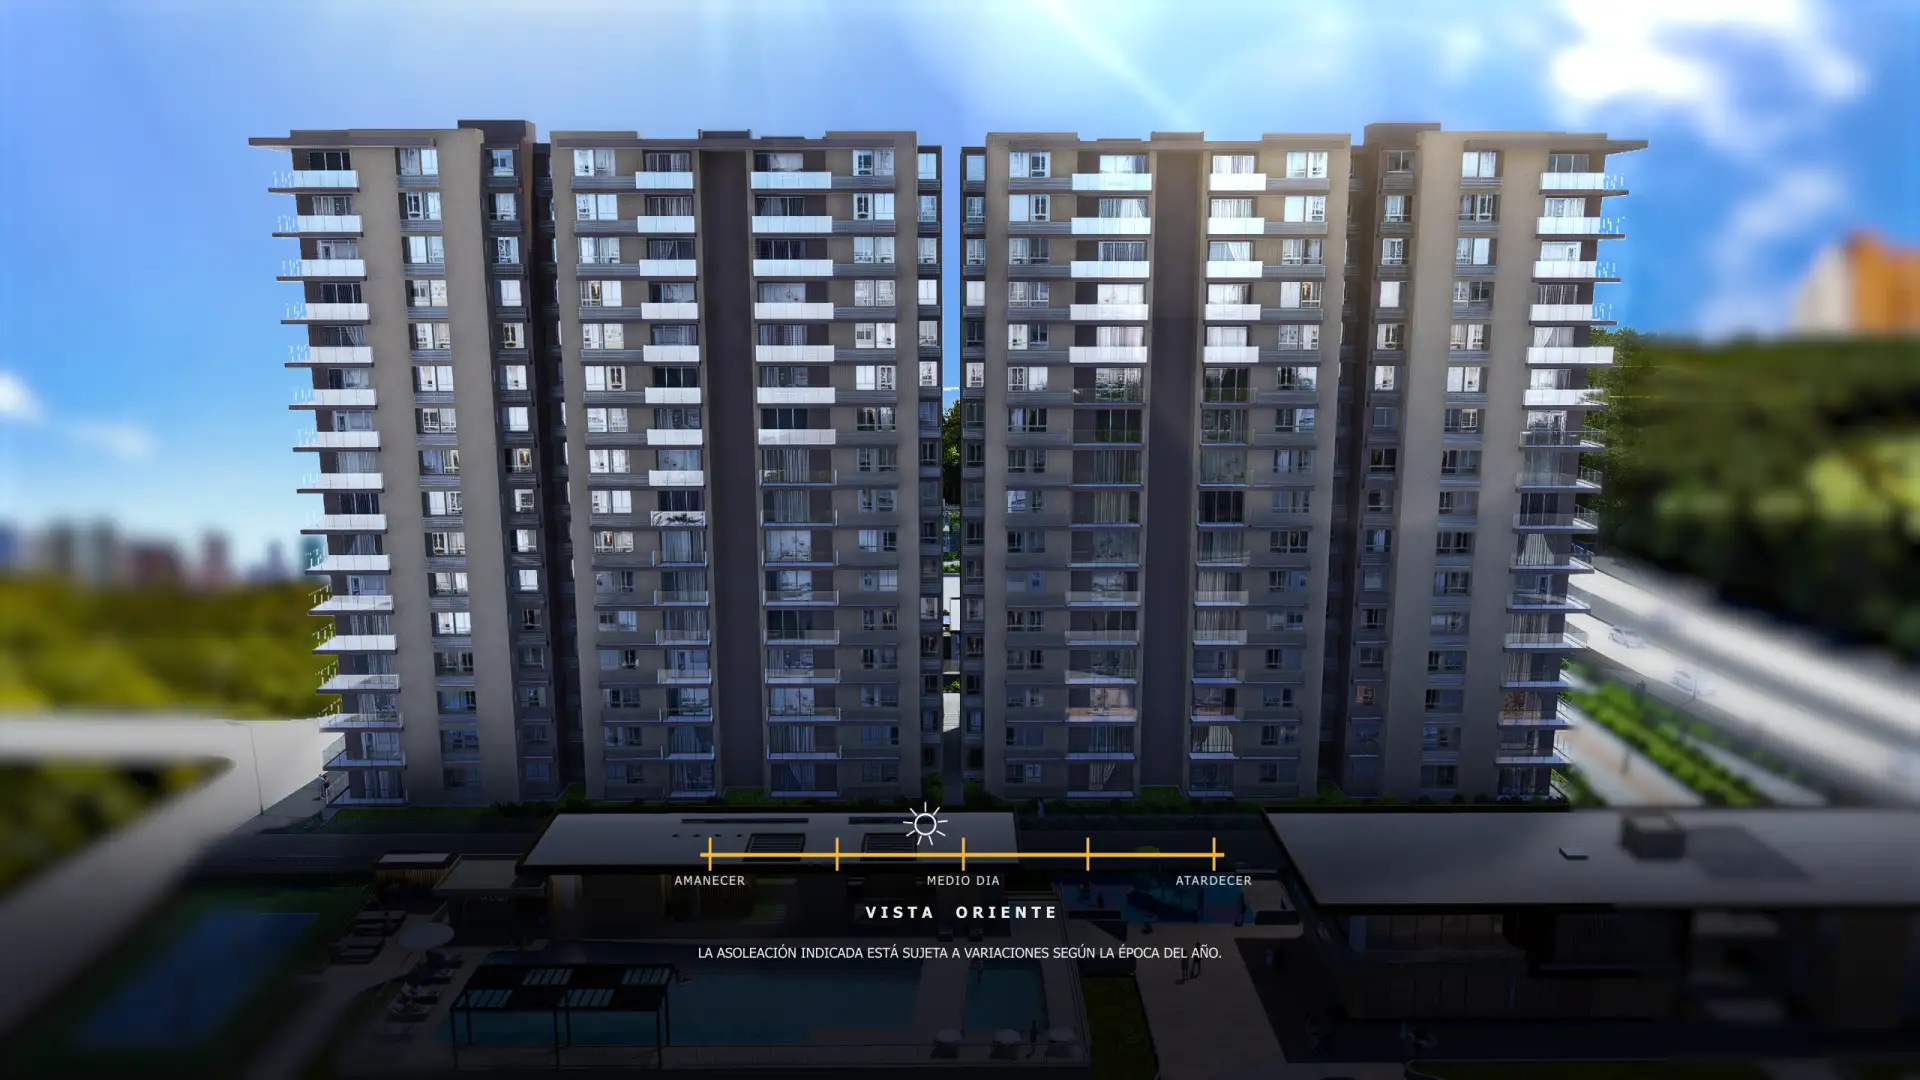 AMANECER MEDIO DIA ATARDECER
VISTA ORIENTE
LA ASOLEACIÓN INDICADA ESTÁ SUJETA A VARIACIONES SEGÚN LA ÉPOCA DEL AÑO.